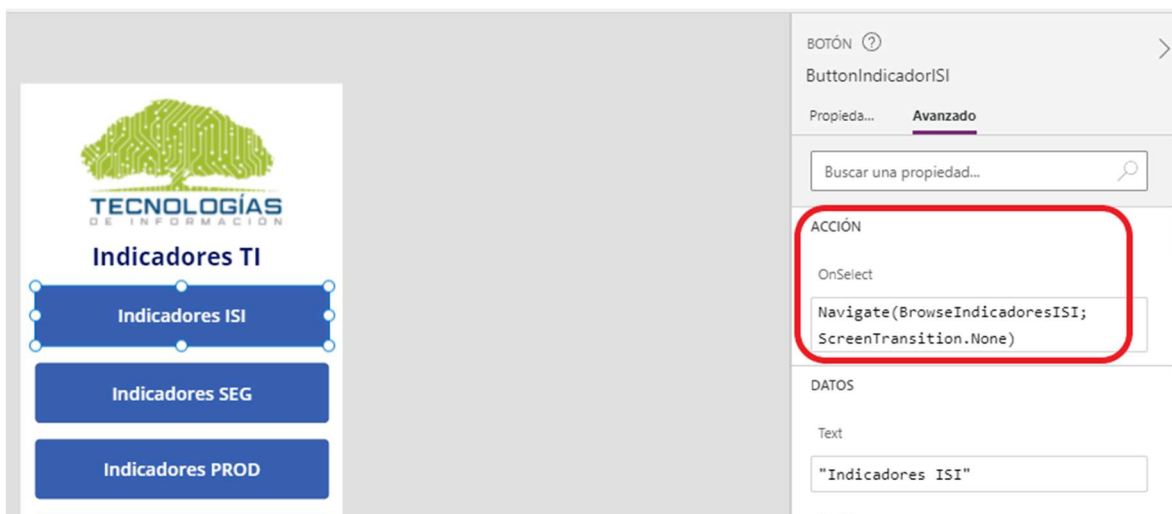 TECNOLOGÍAS
DE INFORMACIÓN
Indicadores TI
Indicadores ISI
Indicadores SEG
Indicadores PROD
BOTÓN
ButtonIndicadorISI
Propieda... Avanzado
Buscar una propiedad...
ACCIÓN
OnSelect
Navigate(BrowseIndicadoresISI;
ScreenTransition.None)
DATOS
Text
"Indicadores ISI"